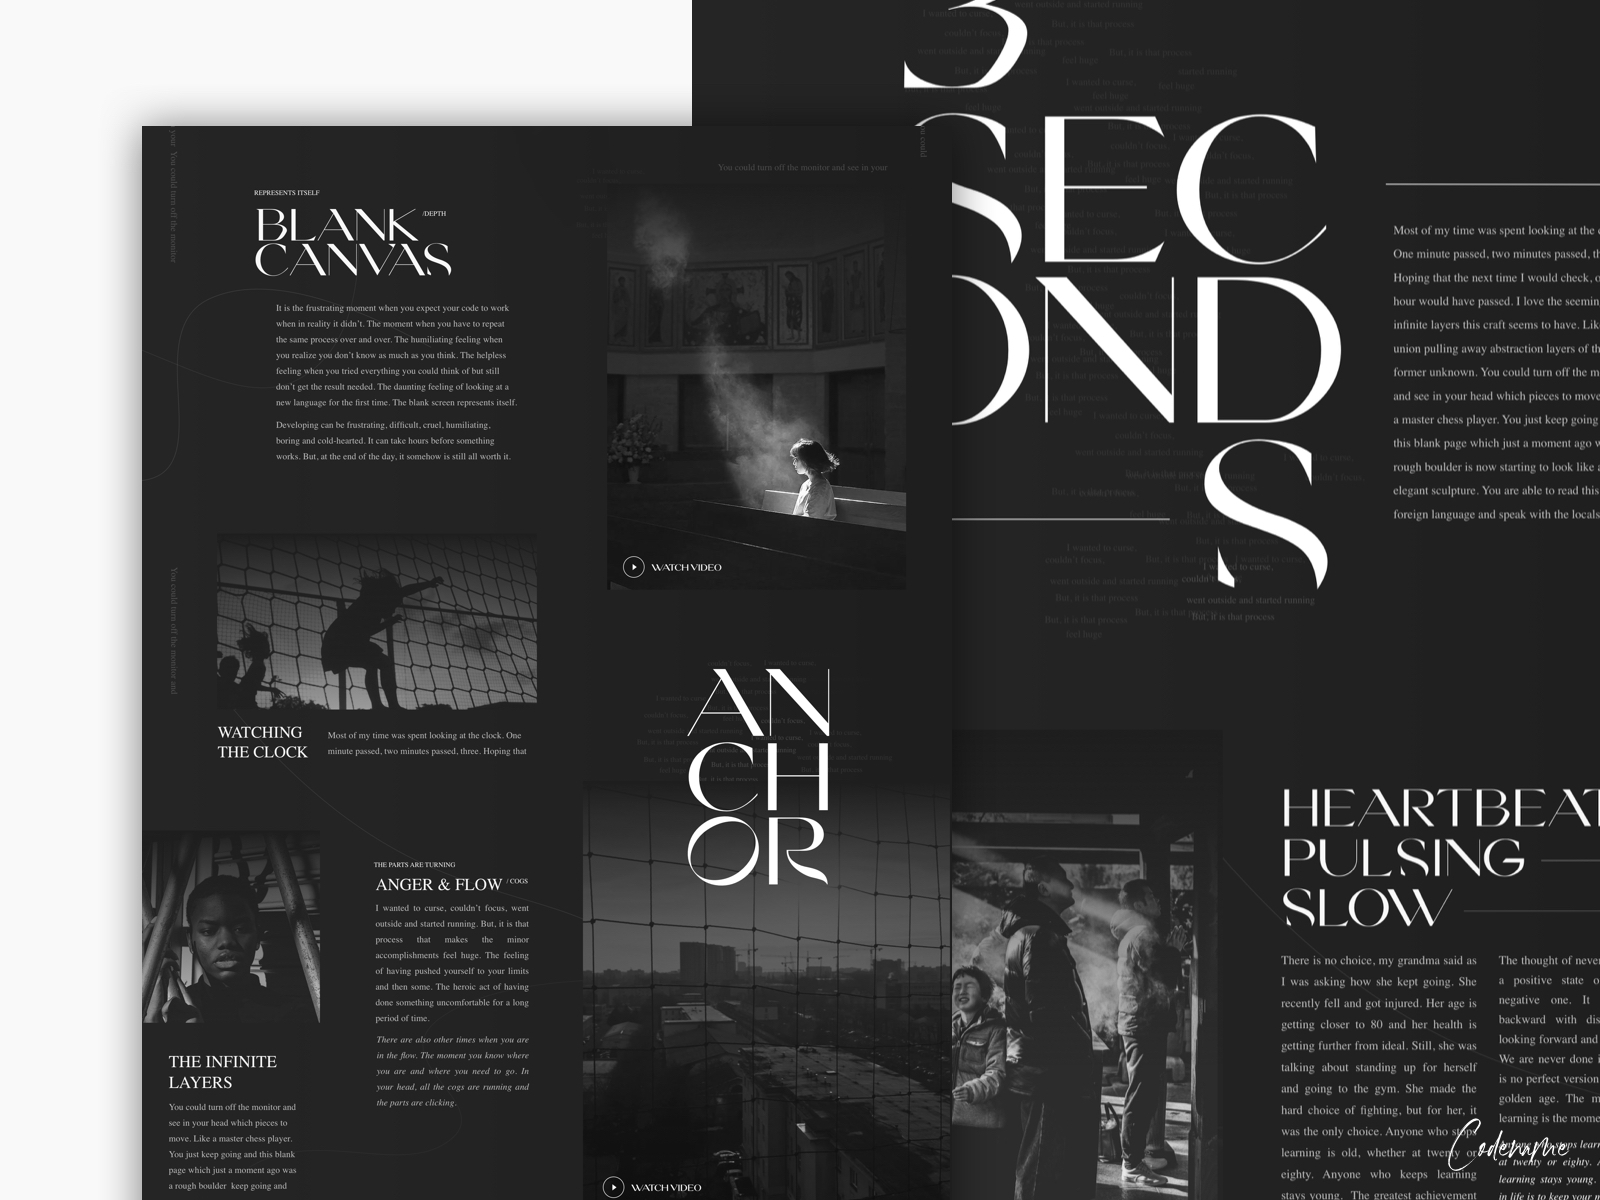 You could turn off the monitor and see in your
REPRESENTS ITSELF
BLANK
CANVAS
/DEPTH
It is the frustrating moment when you expect your code to work
when in reality it didn't. The moment when you have to repeat
the same process over and over. The humiliating feeling when
you realize you don't know as much as you think. The helpless
feeling when you tried everything you could think of but still
don't get the result needed. The daunting feeling of looking at a
new language for the first time. The blank screen represents itself.
Developing can be frustrating, difficult, cruel, humiliating,
boring and cold-hearted. It can take hours before something
works. But, at the end of the day, it somehow is still all worth it.
WATCH VIDEO
You could turn off the monitor and
WATCHING
THE CLOCK
Most of my time was spent looking at the clock. One
minute passed, two minutes passed, three. Hoping that
AN
CH
OR
THE PARTS ARE TURNING
ANGER & FLOW / COGS
I wanted to curse, couldn't focus, went
outside and started running. But, it is that
process that makes the minor
accomplishments feel huge. The feeling
of having pushed yourself to your limits
and then some. The heroic act of having
done something uncomfortable for a long
period of time.
There are also other times when you are
in the flow. The moment you know where
you are and where you need to go. In
your head, all the cogs are running and
the parts are clicking.
THE INFINITE
LAYERS
You could turn off the monitor and
see in your head which pieces to
move. Like a master chess player.
You just keep going and this blank
page which just a moment ago was
a rough boulder keep going and
WATCH VIDEO
3
SEC
OND
S
went outside and started running
But, it is that process
Most of my time was spent looking at the
One minute passed, two minutes passed,
Hoping that the next time I would check,
hour would have passed. I love the
infinite layers this craft seems to have.
union pulling away abstraction layers of
former unknown. You could turn off the
and see in your head which pieces to
a master chess player. You just keep going
this blank page which just a moment ago
rough boulder is now starting to look like
elegant sculpture. You are able to read this
foreign language and speak with the locals
HEARTBEAT
PULSING
SLOW
There is no choice, my grandma said as
I was asking how she kept going. She
recently fell and got injured. Her age is
getting closer to 80 and her health is
getting further from ideal. Still, she was
talking about standing up for herself
and going to the gym. She made the
hard choice of fighting, but for her, it
was the only choice. Anyone who stops
learning is old, whether at twenty or
eighty. Anyone who keeps learning
stays young. The greatest achievement
The thought of never
a positive state
negative one. It
backward with
looking forward and
We are never done
is no perfect version
golden age. The
learning is the
Anyone who stops
at twenty or eighty.
learning stays young.
in life is to keep your
Codename